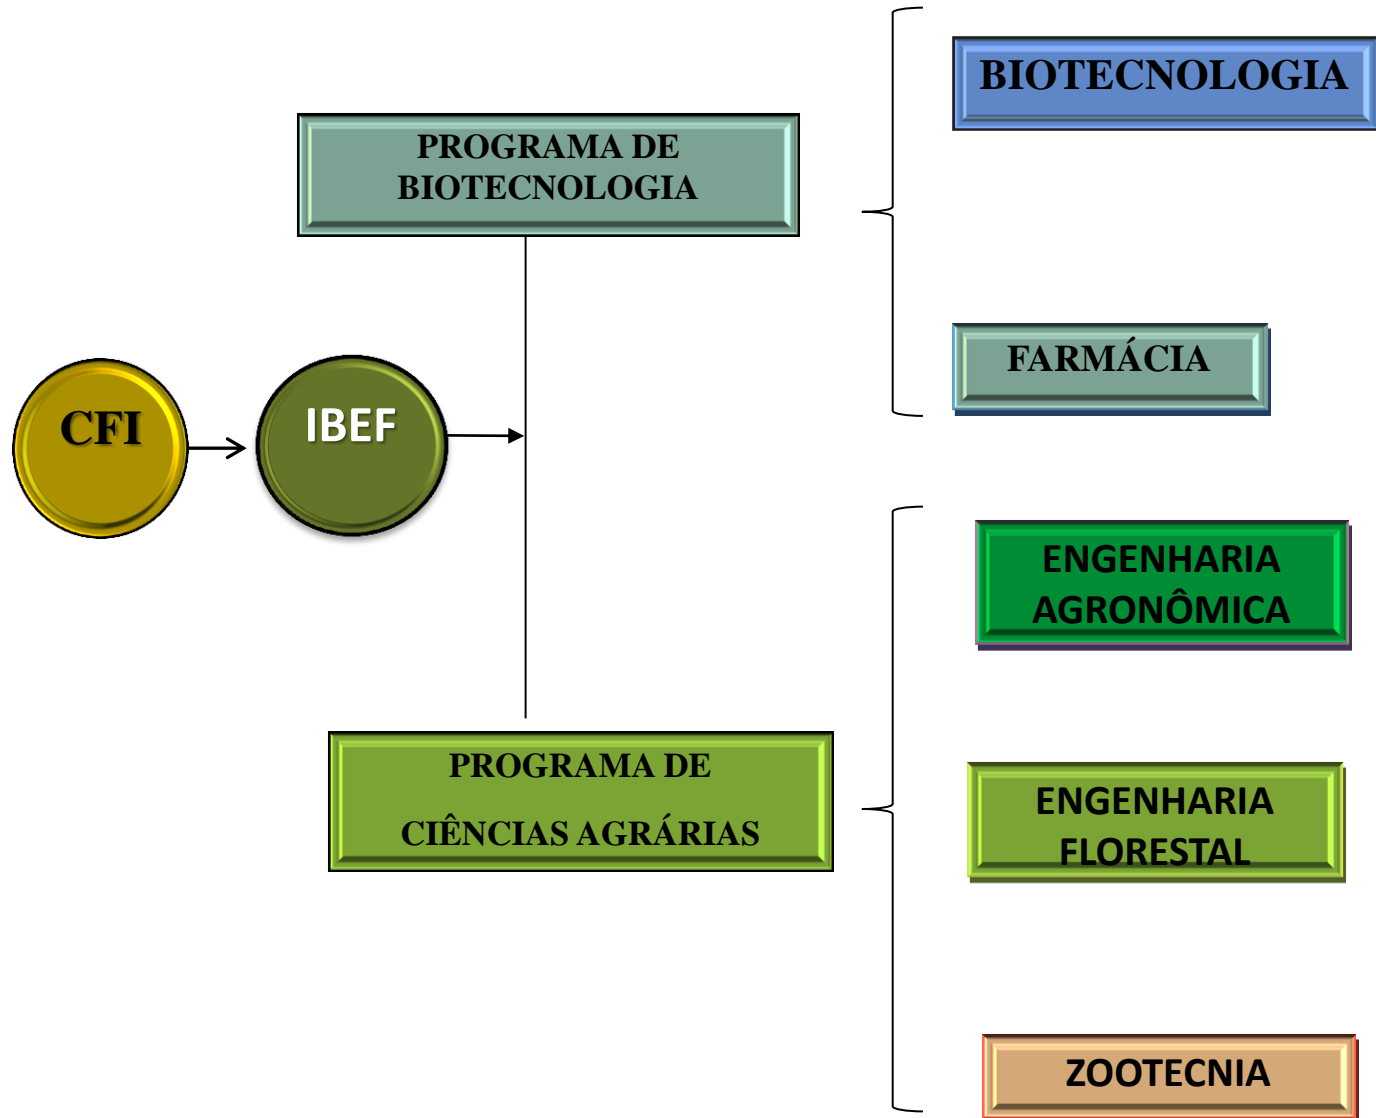 BIOTECNOLOGIA
PROGRAMA DE
BIOTECNOLOGIA
FARMÁCIA
CFI
IBEF
ENGENHARIA
AGRONÔMICA
PROGRAMA DE
CIÊNCIAS AGRÁRIAS
ENGENHARIA
FLORESTAL
ZOOTECNIA